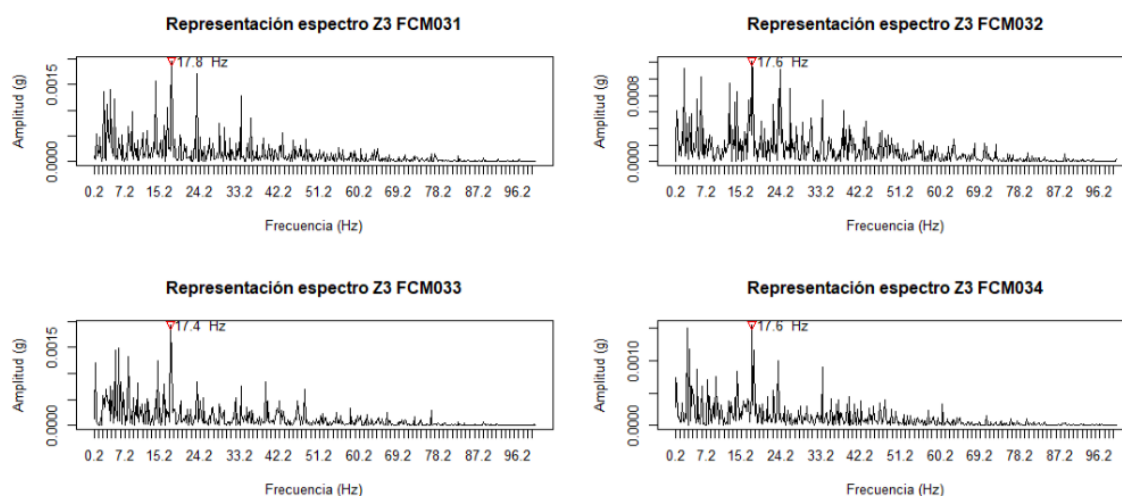 Representación espectro Z3 FCM031
17.8 Hz
Amplitud (g)
0.0015
0.0000
0.2 7.2 15.2 24.2 33.2 42.2 51.2 60.2 69.2 78.2 87.2 96.2
Frecuencia (Hz)
Representación espectro Z3 FCM032
17.6 Hz
Amplitud (g)
0.0008
0.0000
0.2 7.2 15.2 24.2 33.2 42.2 51.2 60.2 69.2 78.2 87.2 96.2
Frecuencia (Hz)
Representación espectro Z3 FCM033
17.4 Hz
Amplitud (g)
0.0015
0.0000
0.2 7.2 15.2 24.2 33.2 42.2 51.2 60.2 69.2 78.2 87.2 96.2
Frecuencia (Hz)
Representación espectro Z3 FCM034
17.6 Hz
Amplitud (g)
0.0010
0.0000
0.2 7.2 15.2 24.2 33.2 42.2 51.2 60.2 69.2 78.2 87.2 96.2
Frecuencia (Hz)